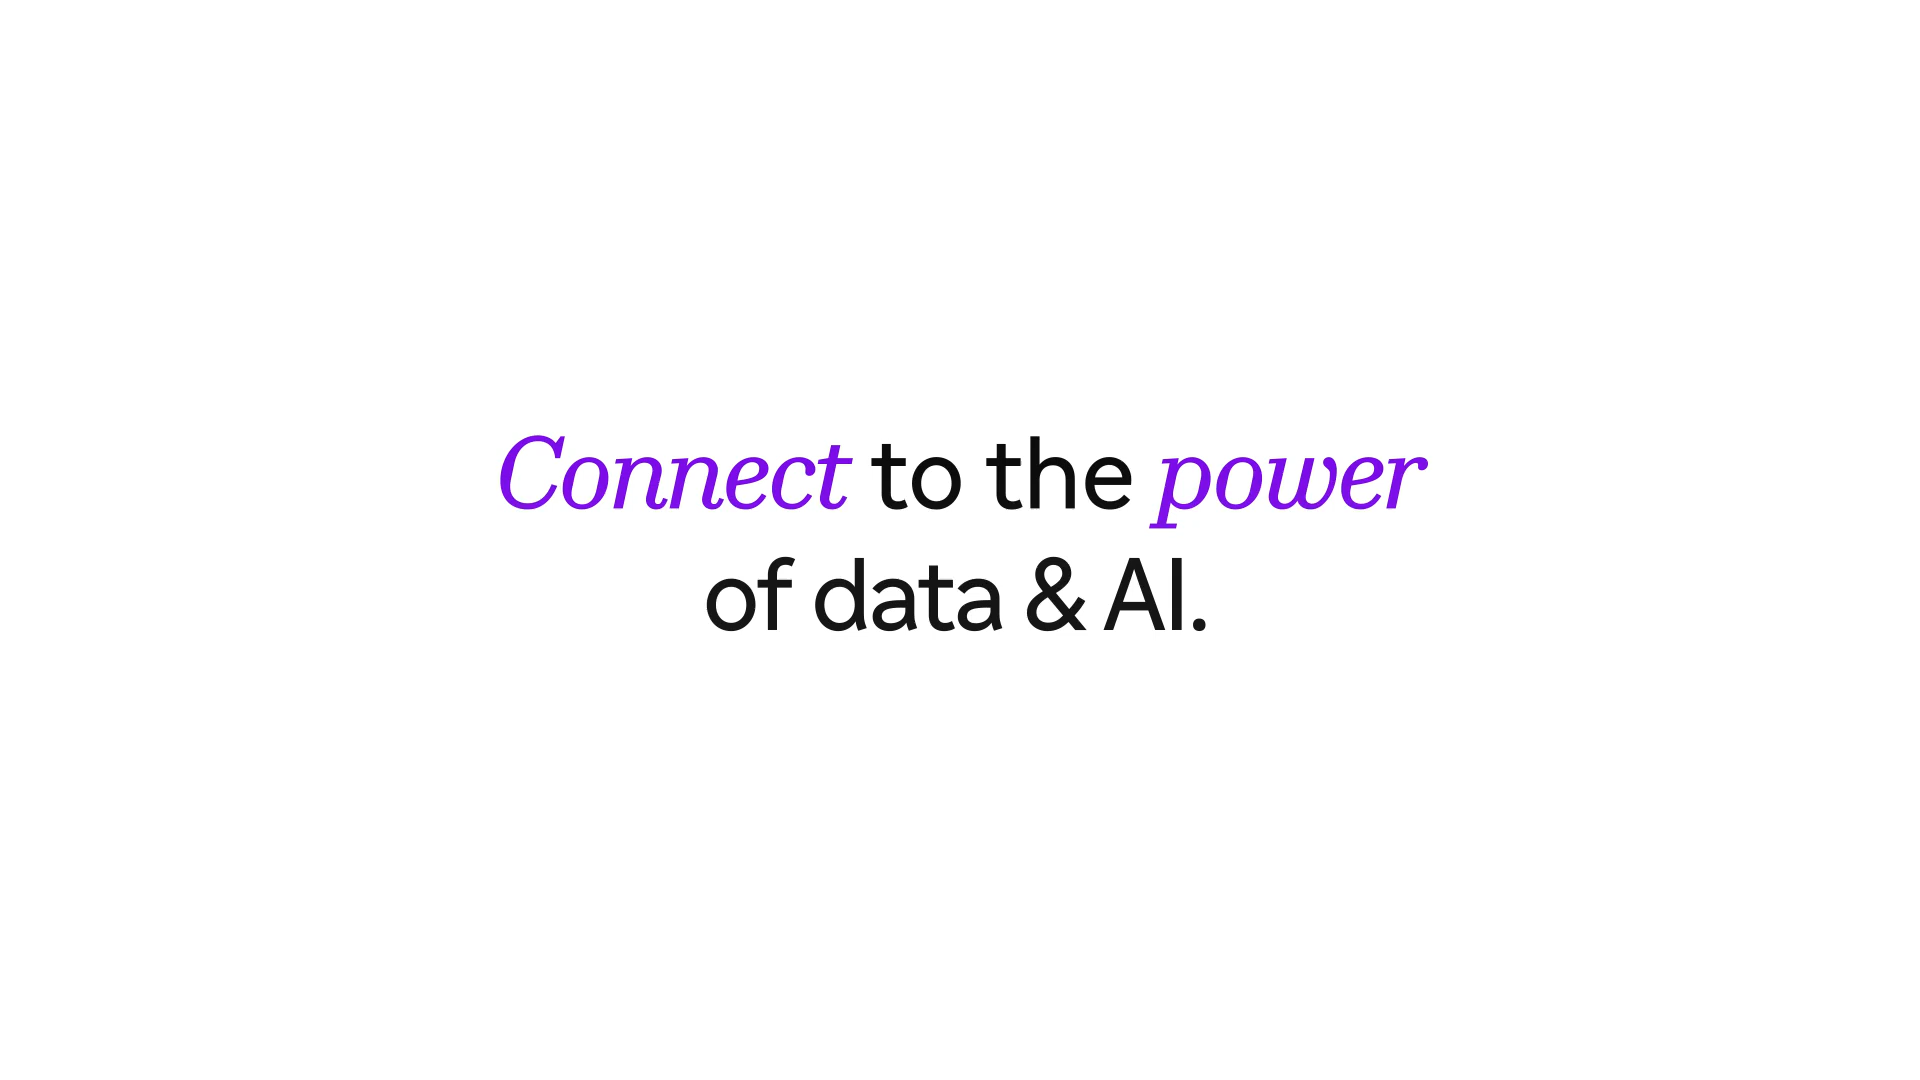 Connect to the power
of data & AI.